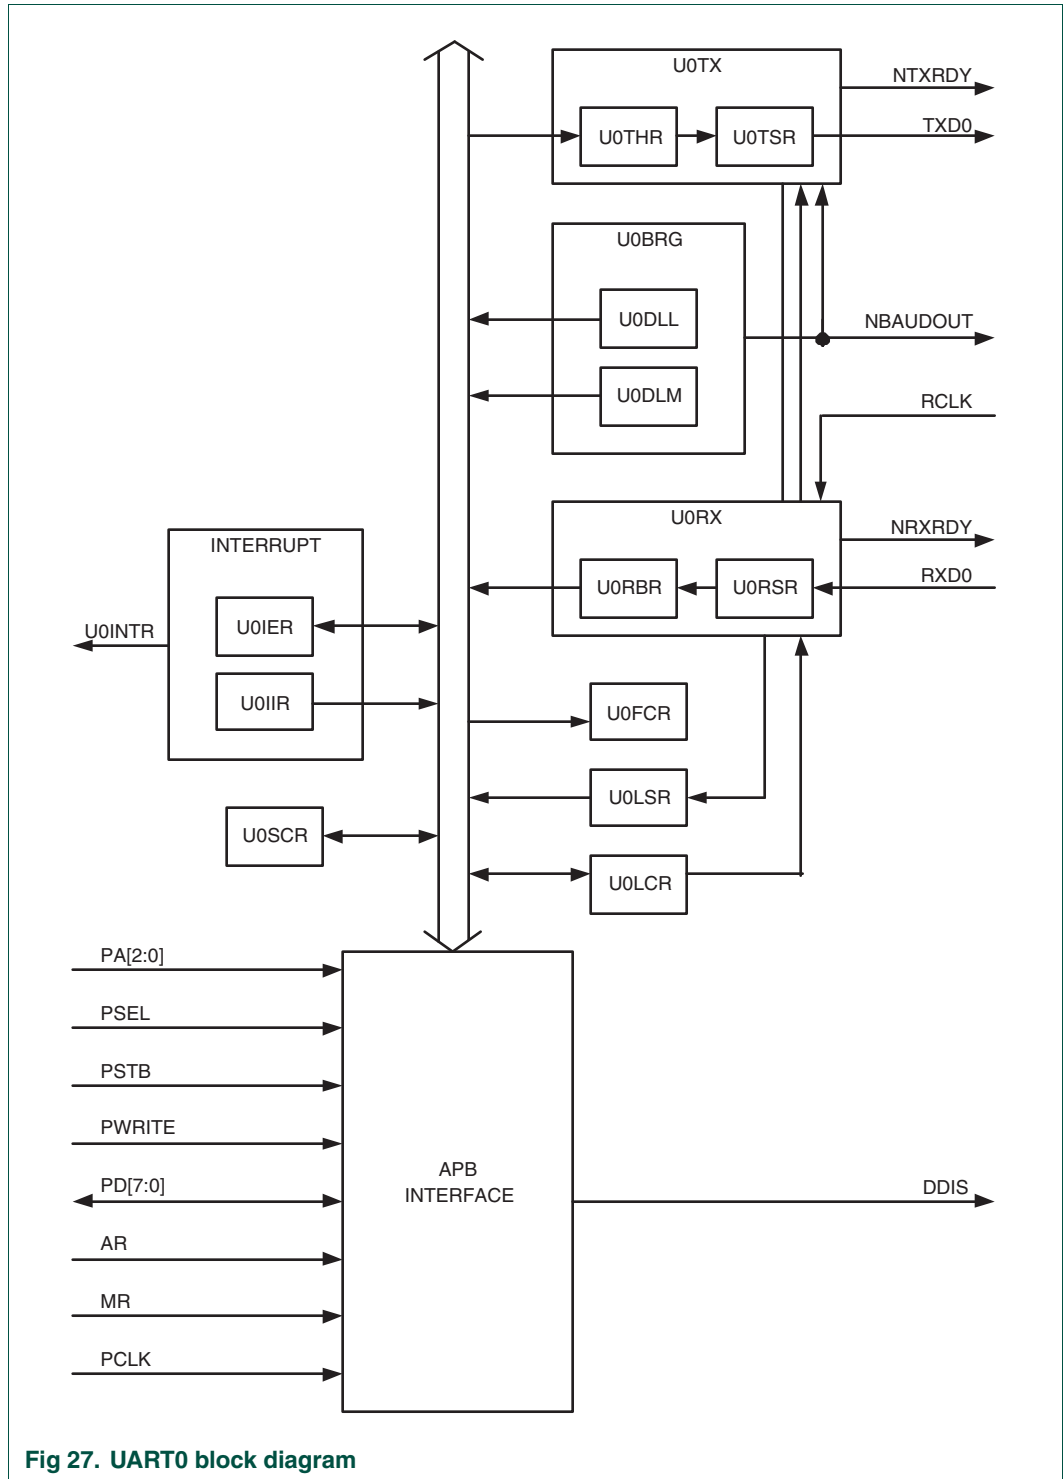 U0TX
NTXRDY
TXD0
U0THR
U0TSR
U0BRG
U0DLL
NBAUDOUT
U0DLM
RCLK
U0RX
NRXRDY
INTERRUPT
U0RBR
U0RSR
RXD0
U0IER
U0INTR
U0IIR
U0FCR
U0LSR
U0SCR
U0LCR
PA[2:0]
PSEL
PSTB
PWRITE
PD[7:0]
APB
INTERFACE
DDIS
AR
MR
PCLK
Fig 27. UART0 block diagram